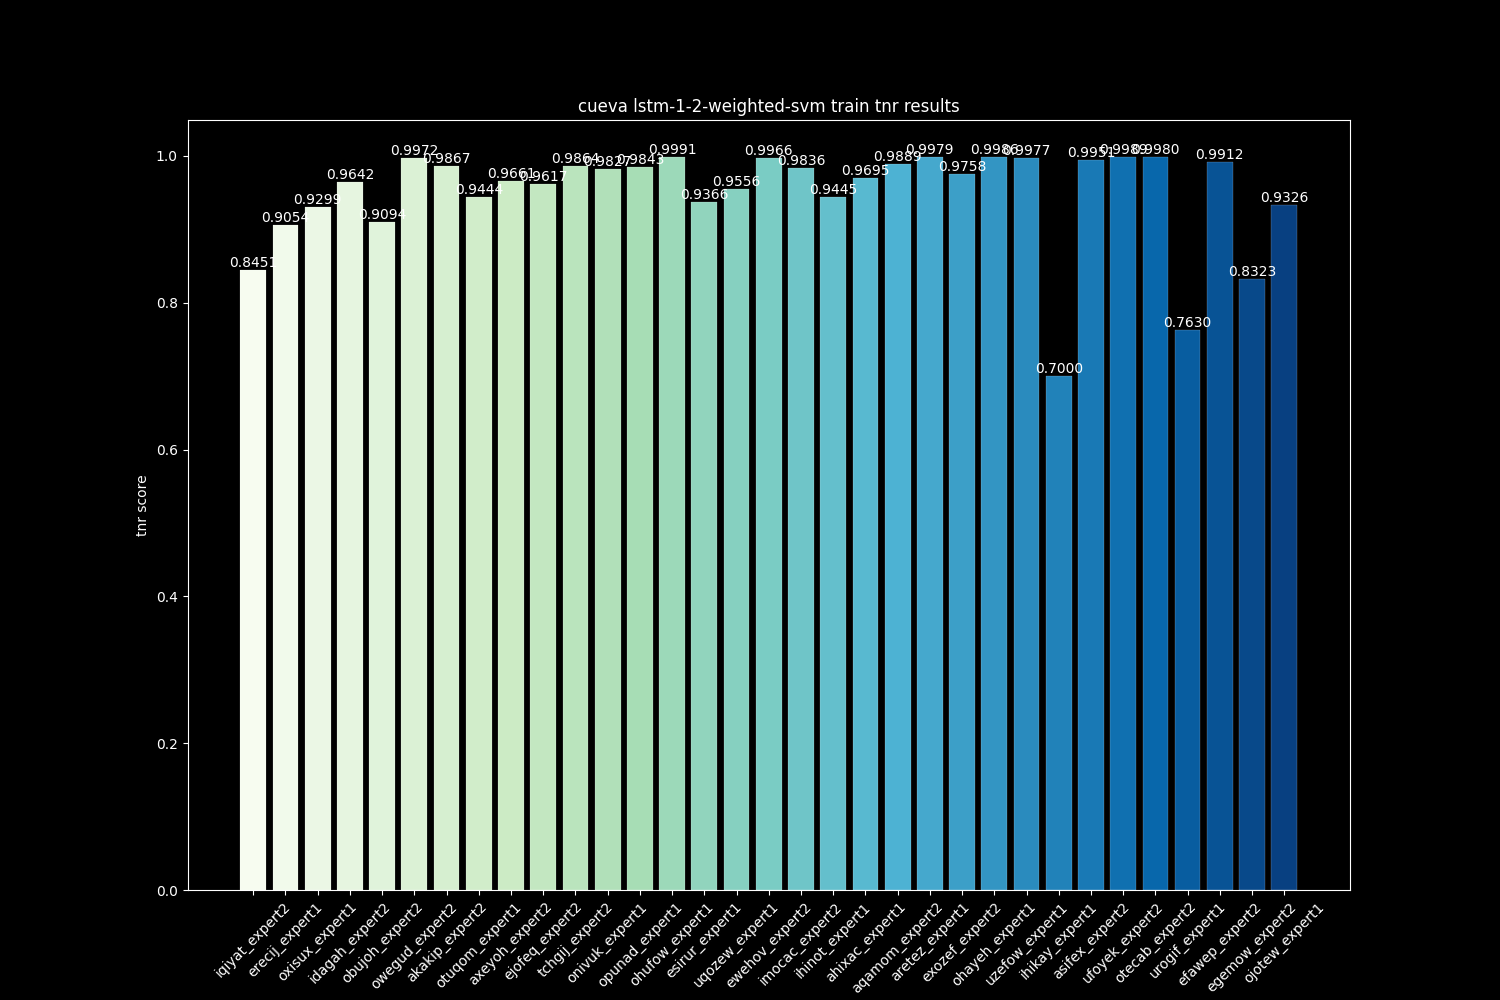 cueva lstm-1-2-weighted-svm train tnr results
tnr score
1.0
0.8
0.6
0.4
0.2
0.0
0.8451
0.9054
0.9299
0.9642
0.9094
0.9972
0.9867
0.9444
0.9661
0.9617
0.9864
0.9827
0.9843
0.9991
0.9366
0.9556
0.9966
0.9836
0.9445
0.9695
0.9889
0.9979
0.9758
0.9986
0.9977
0.7000
0.9951
0.9989
0.9980
0.7630
0.9912
0.8323
0.9326
iqiyat_expert2
erecij_expert1
oxisux_expert1
idagah_expert2
obujoh_expert2
owegud_expert2
akakip_expert2
otuqom_expert1
axeyoh_expert2
ejofeq_expert2
tchgjj_expert2
onivuk_expert1
opunad_expert1
ohufow_expert1
esirur_expert1
uqozew_expert1
ewehov_expert2
imocac_expert2
ihinot_expert1
ahixac_expert1
aqamom_expert2
aretez_expert1
exozef_expert2
ohayeh_expert1
uzefow_expert1
ihikay_expert1
asifex_expert2
ufoyek_expert2
otecab_expert2
urogif_expert1
efawep_expert2
egemow_expert2
ojotew_expert1